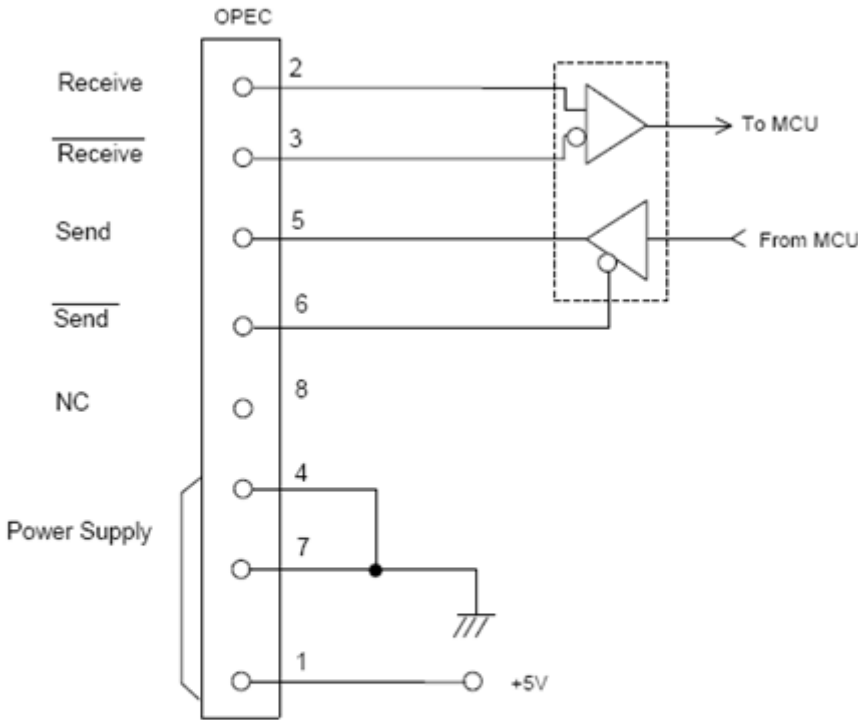 OPEC
Receive 2
To MCU
Receive 3
Send 5
From MCU
Send 6
NC 8
4
Power Supply
7
1
+5V